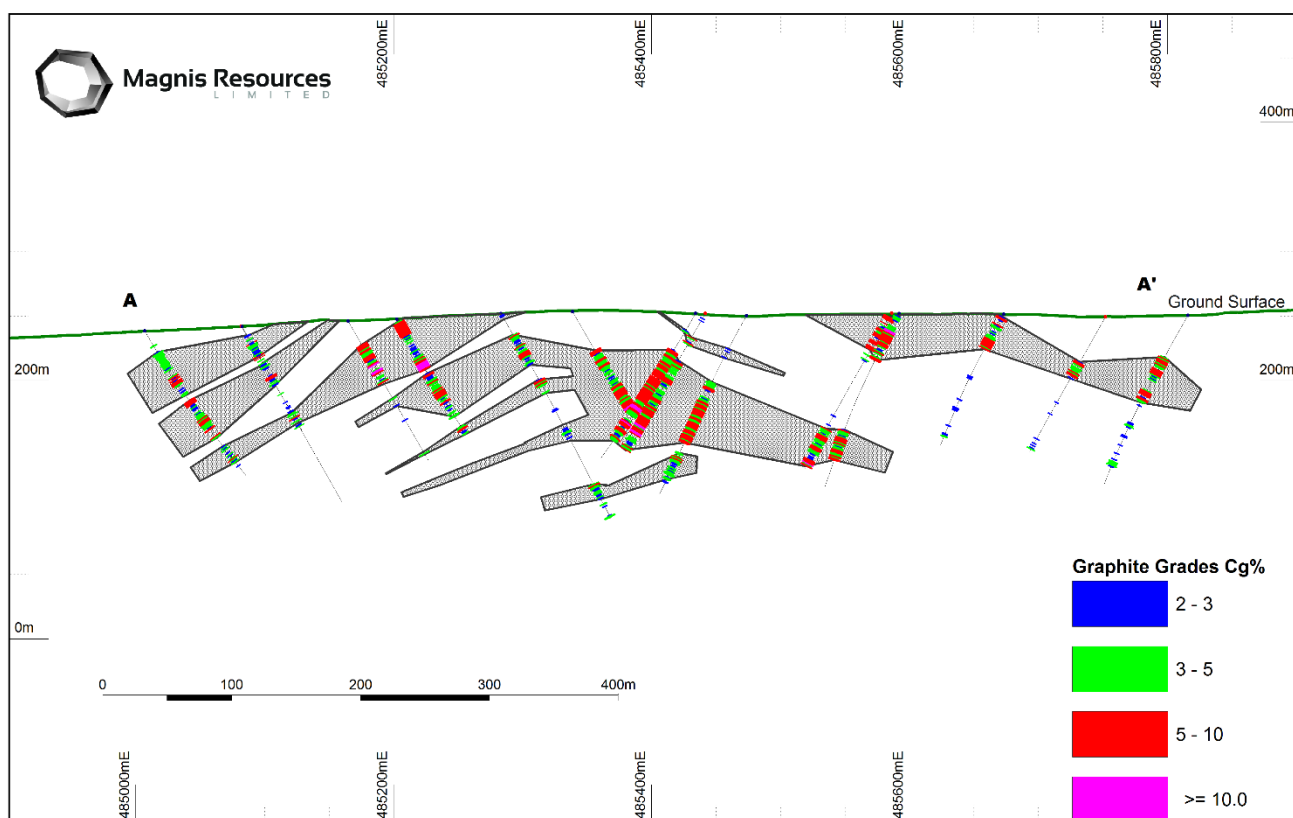 485200mE
485400mE
485600mE
485800mE
Magnis Resources
LIMITED
400m
A
A'
Ground Surface
200m
200m
Graphite Grades Cg%
2 - 3
0m
3 - 5
0
100
200
300
400m
5 - 10
485000mE
485200mE
485400mE
485600mE
>= 10.0